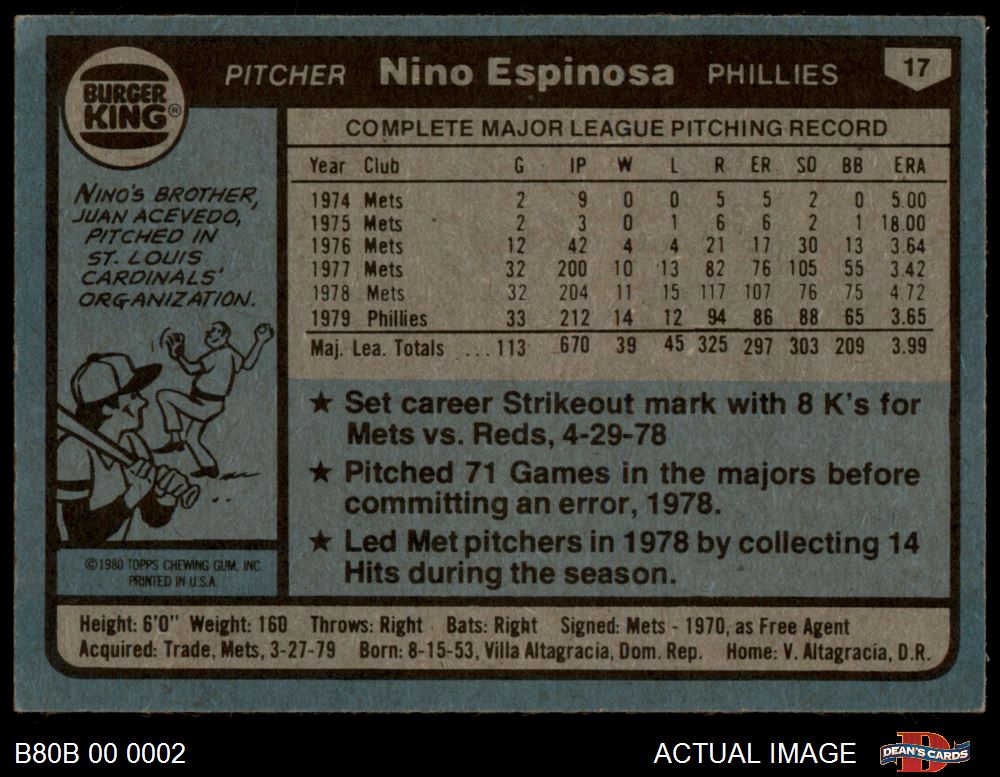 PITCHER Nino Espinosa PHILLIES 17
BURGER
KING®
NINO'S BROTHER,
JUAN ACEVEDO,
PITCHED IN
ST. LOUIS
CARDINALS'
ORGANIZATION.
©1980 TOPPS CHEWING GUM, INC.
PRINTED IN U.S.A.
COMPLETE MAJOR LEAGUE PITCHING RECORD
Year Club G IP W L R ER SO BB ERA
1974 Mets 2 9 0 0 5 5 2 0 5.00
1975 Mets 2 3 0 1 6 6 2 1 18.00
1976 Mets 12 42 4 4 21 17 30 13 3.64
1977 Mets 32 200 10 13 82 76 105 55 3.42
1978 Mets 32 204 11 15 117 107 76 75 4.72
1979 Phillies 33 212 14 12 94 86 88 65 3.65
Maj. Lea. Totals ...113 670 39 45 325 297 303 209 3.99
★ Set career Strikeout mark with 8 K's for
Mets vs. Reds, 4-29-78
★ Pitched 71 Games in the majors before
committing an error, 1978.
★ Led Met pitchers in 1978 by collecting 14
Hits during the season.
Height: 6'0" Weight: 160 Throws: Right Bats: Right Signed: Mets - 1970, as Free Agent
Acquired: Trade, Mets, 3-27-79 Born: 8-15-53, Villa Altagracia, Dom. Rep. Home: V. Altagracia, D.R.
B80B 00 0002
ACTUAL IMAGE
DEAN'S CARDS